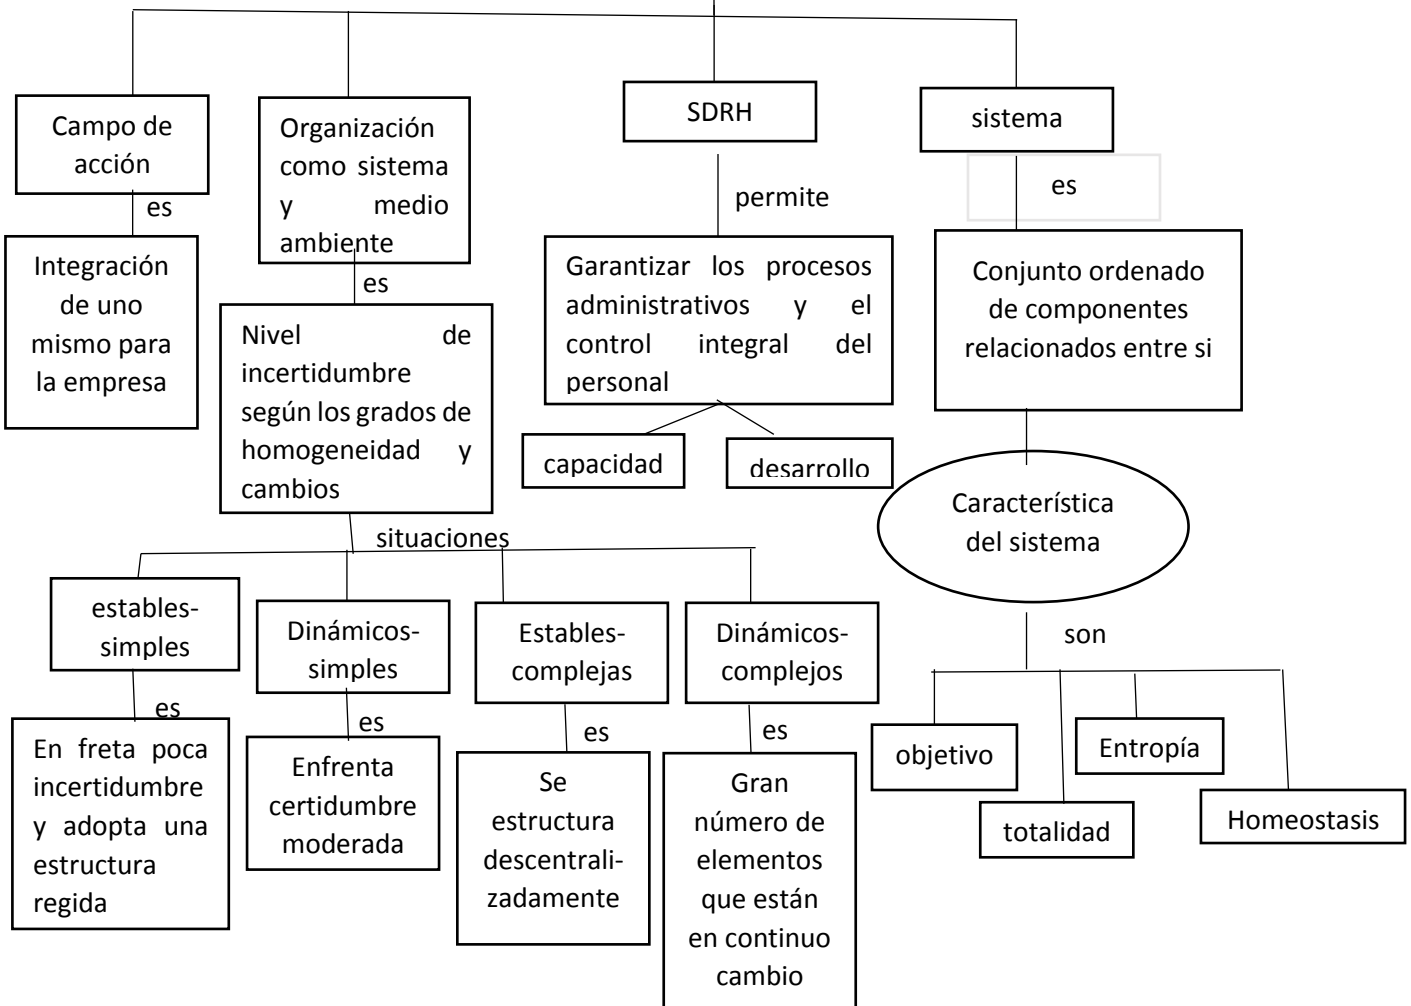 Campo de
acción
Organización
como sistema
y medio
ambiente
SDRH
sistema
es
es
permite
es
Integración
de uno
mismo para
la empresa
Nivel de
incertidumbre
según los grados de
homogeneidad y
cambios
Garantizar los procesos
administrativos y el
control integral del
personal
Conjunto ordenado
de componentes
relacionados entre si
capacidad
desarrollo
Característica
del sistema
situaciones
son
estables-
simples
Dinámicos-
simples
Estables-
complejas
Dinámicos-
complejos
es
es
es
es
En freta poca
incertidumbre
y adopta una
estructura
regida
Enfrenta
certidumbre
moderada
Se
estructura
descentrali-
zadamente
Gran
número de
elementos
que están
en continuo
cambio
objetivo
totalidad
Entropía
Homeostasis